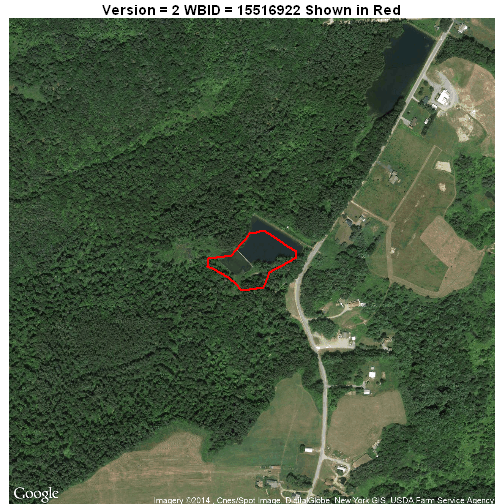 Version = 2 WBID = 15516922 Shown in Red
Google
Imagery ©2014 , Cnes/Spot Image, DigitalGlobe, New York GIS, USDA Farm Service Agency